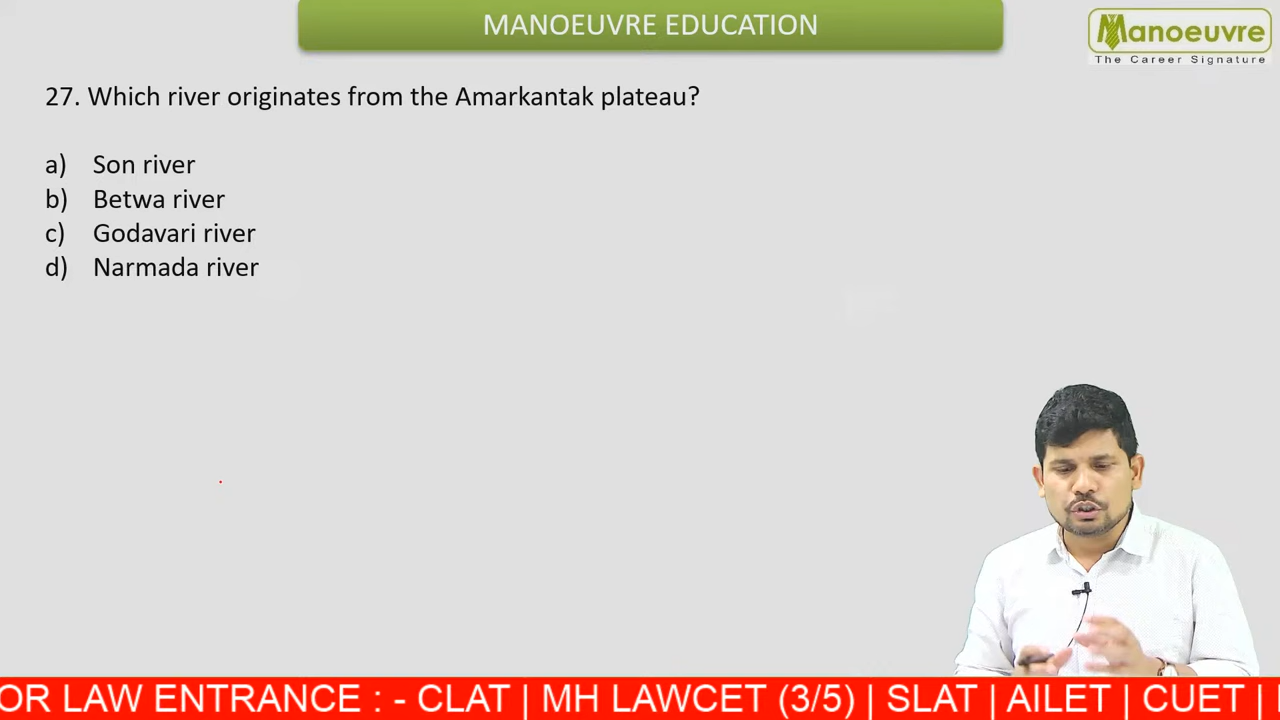 MANOEUVRE EDUCATION
Manoeuvre
The Career Signature
27. Which river originates from the Amarkantak plateau?
a) Son river
b) Betwa river
c) Godavari river
d) Narmada river
OR LAW ENTRANCE : - CLAT | MH LAWCET (3/5) | SLAT | AILET | CUET |